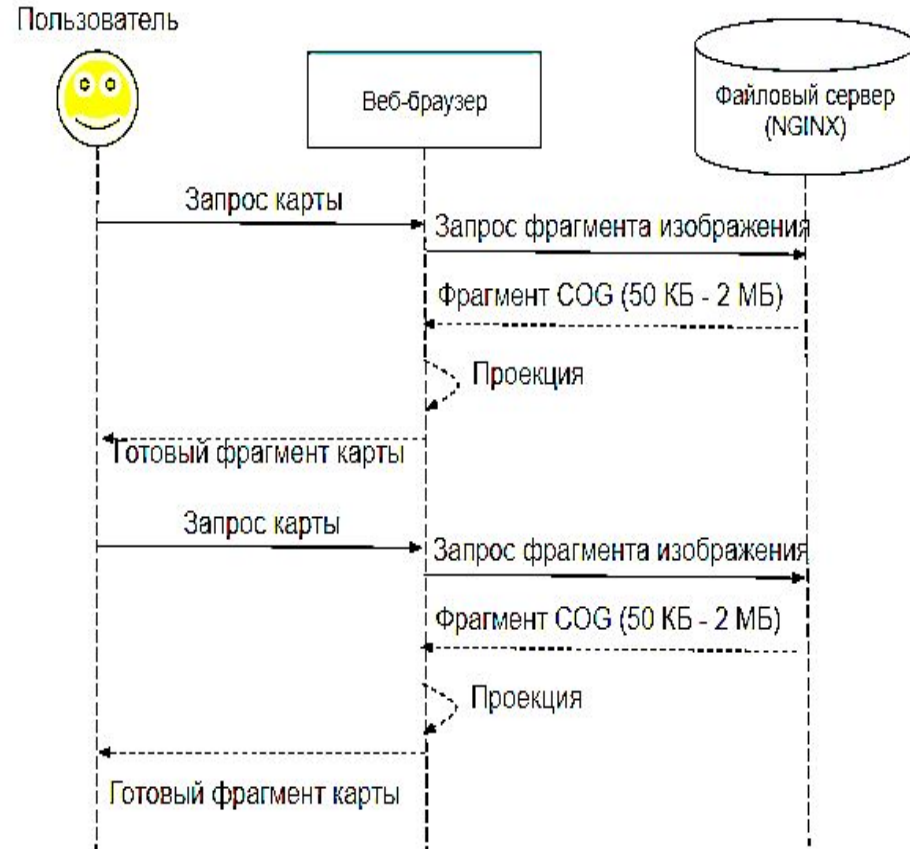 Пользователь
Веб-браузер
Файловый сервер
(NGINX)
Запрос карты
Запрос фрагмента изображения
Фрагмент COG (50 КБ - 2 МБ)
Проекция
Готовый фрагмент карты
Запрос карты
Запрос фрагмента изображения
Фрагмент COG (50 КБ - 2 МБ)
Проекция
Готовый фрагмент карты